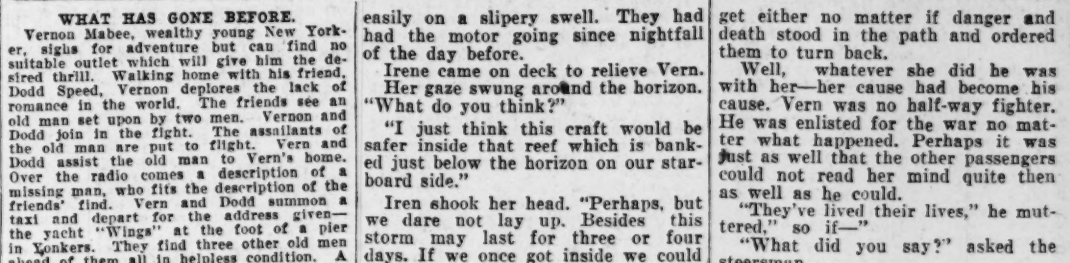 WHAT HAS GONE BEFORE.
Vernon Mabee, wealthy young New York-
er, sighs for adventure but can find no
suitable outlet which will give him the de-
sired thrill. Walking home with his friend,
Dodd Speed, Vernon deplores the lack of
romance in the world. The friends see an
old man set upon by two men. Vernon and
Dodd join in the fight. The assailants of
the old man are put to flight. Vern and
Dodd assist the old man to Vern's home.
Over the radio comes a description of a
missing man, who fits the description of the
friends' find. Vern and Dodd summon a
taxi and depart for the address given—
the yacht "Wings" at the foot of a pier
in Yonkers. They find three other old men
ahead of them all in helpless condition. A
easily on a slipery swell. They had
had the motor going since nightfall
of the day before.
Irene came on deck to relieve Vern.
Her gaze swung around the horizon.
"What do you think?"
"I just think this craft would be
safer inside that reef which is bank-
ed just below the horizon on our star-
board side."
Iren shook her head. "Perhaps, but
we dare not lay up. Besides this
storm may last for three or four
days. If we once got inside we could
get either no matter if danger and
death stood in the path and ordered
them to turn back.
Well, whatever she did he was
with her—her cause had become his
cause. Vern was no half-way fighter.
He was enlisted for the war no mat-
ter what happened. Perhaps it was
just as well that the other passengers
could not read her mind quite then
as well as he could.
"They've lived their lives," he mut-
tered," so if—"
"What did you say?" asked the
steersman